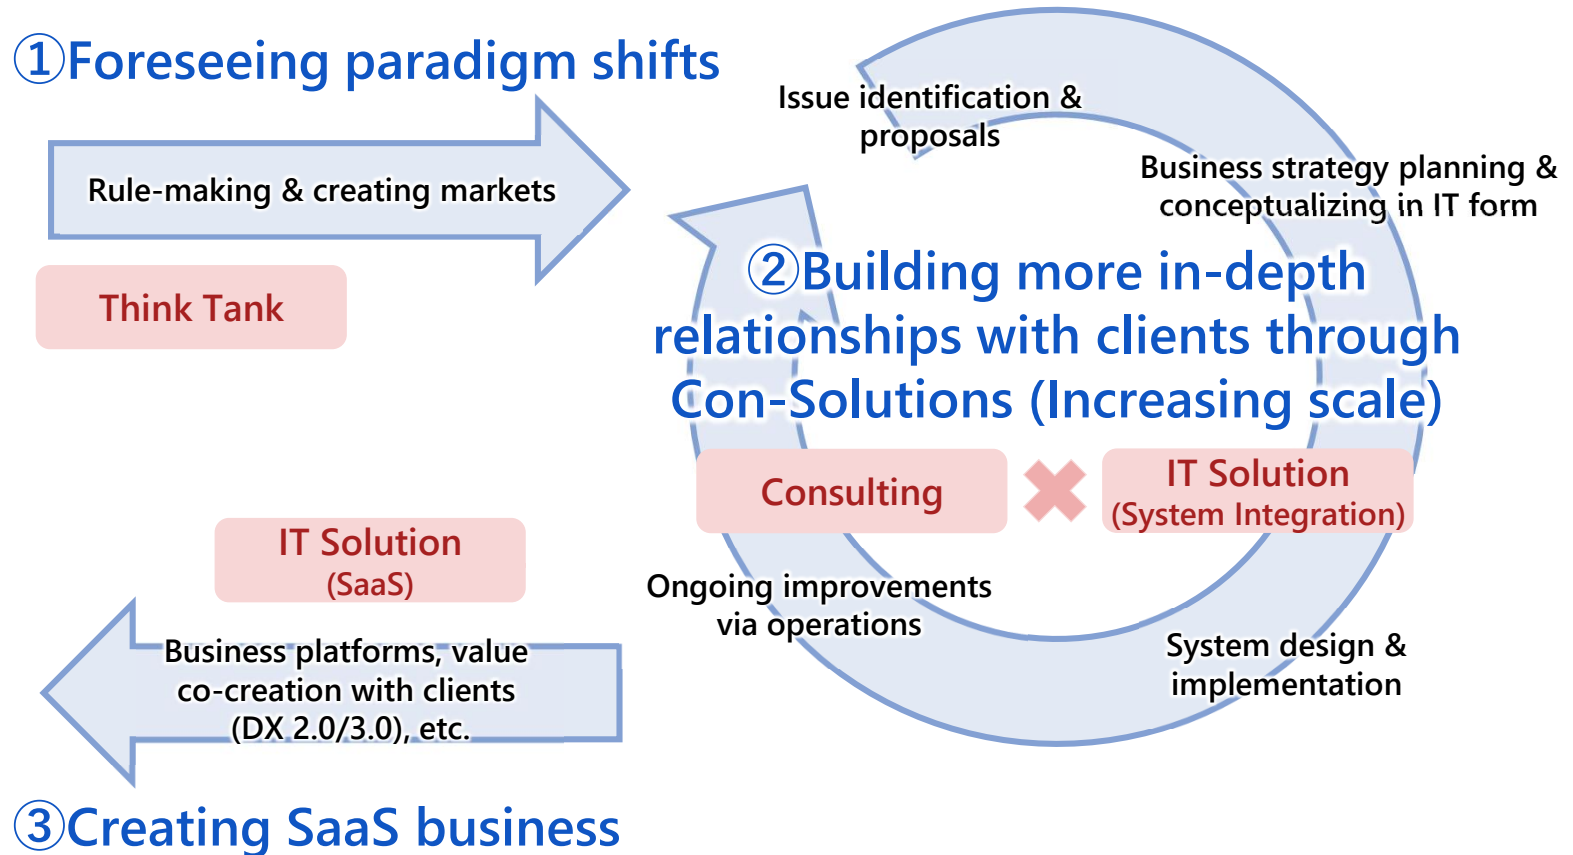 ①Foreseeing paradigm shifts
Rule-making & creating markets
Think Tank
Issue identification &
proposals
Business strategy planning &
conceptualizing in IT form
②Building more in-depth
relationships with clients through
Con-Solutions (Increasing scale)
Consulting
IT Solution
(System Integration)
Ongoing improvements
via operations
System design &
implementation
IT Solution
(SaaS)
Business platforms, value
co-creation with clients
(DX 2.0/3.0), etc.
③Creating SaaS business